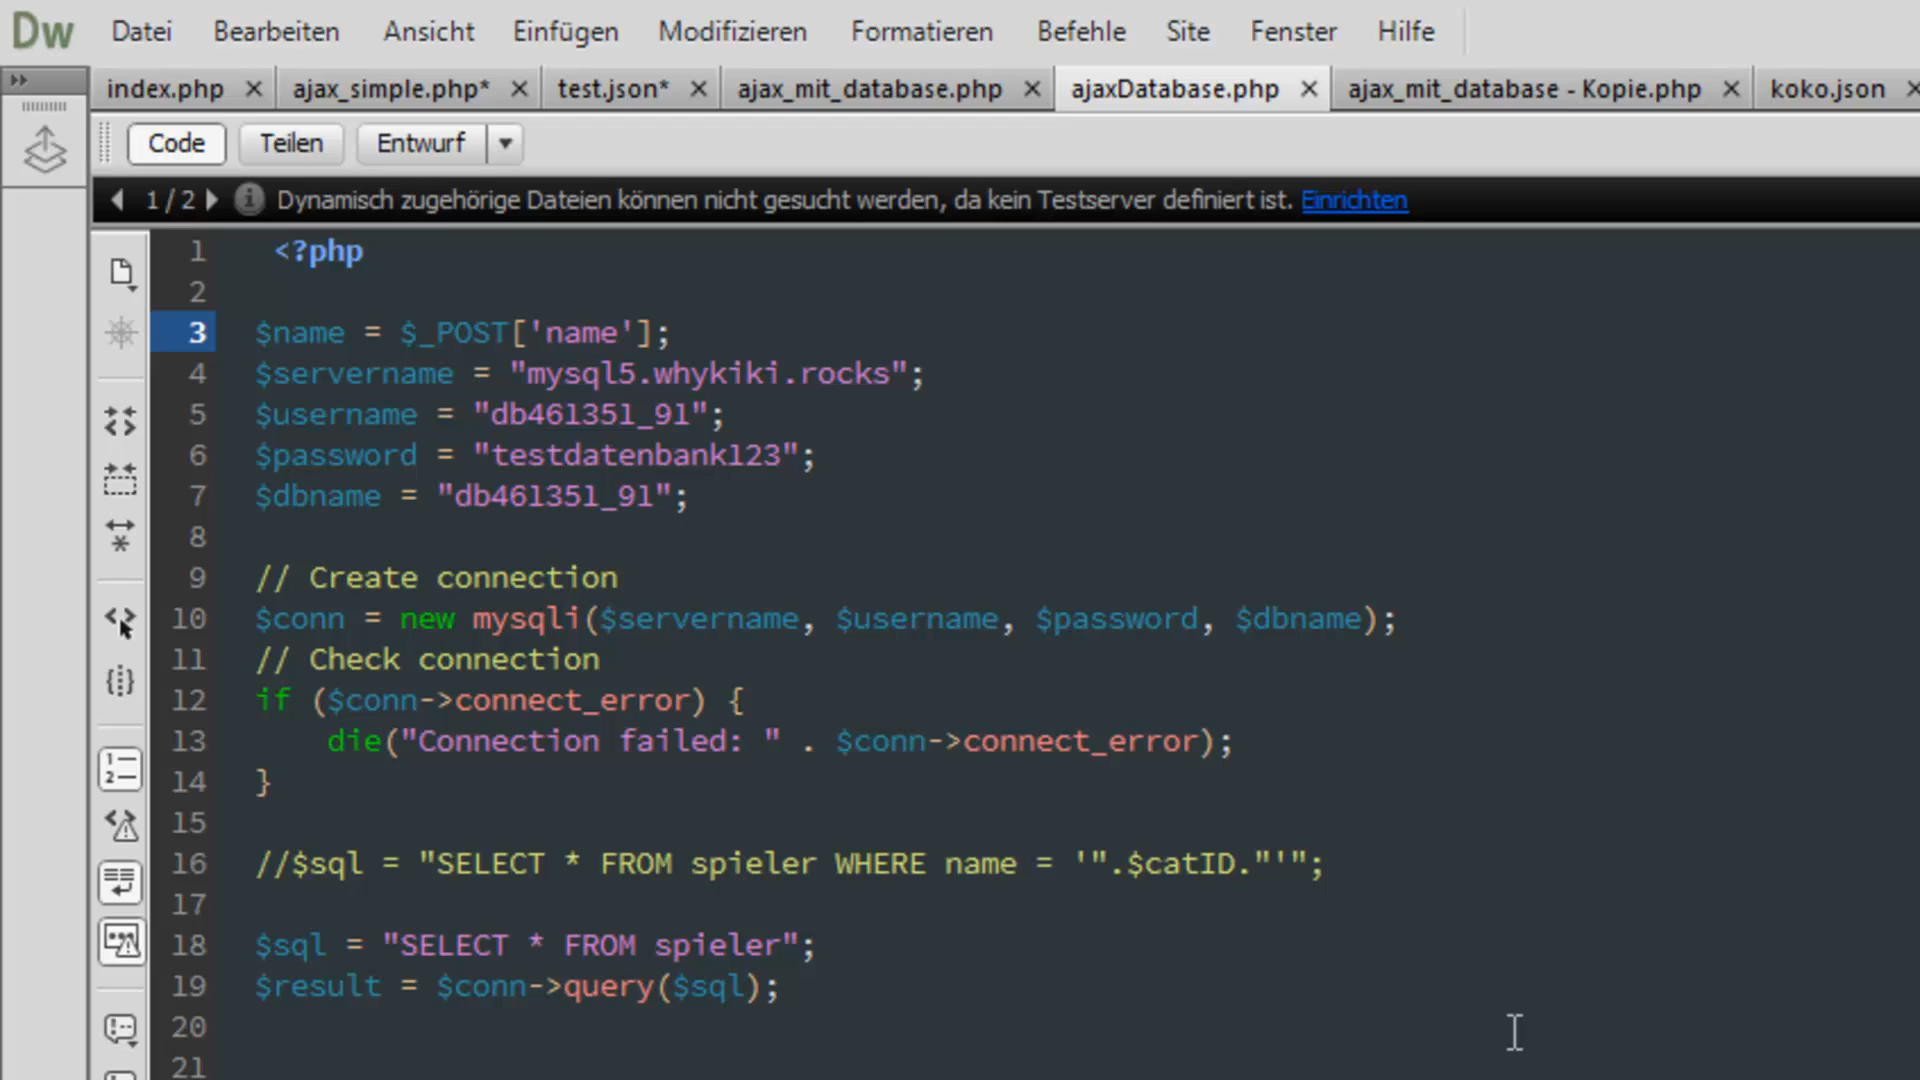 Dw Datei Bearbeiten Ansicht Einfügen Modifizieren Formatieren Befehle Site Fenster Hilfe
index.php ajax_simple.php* test.json* ajax_mit_database.php ajaxDatabase.php ajax_mit_database - Kopie.php koko.json
Code Teilen Entwurf
1 / 2 Dynamisch zugehörige Dateien können nicht gesucht werden, da kein Testserver definiert ist. Einrichten
1 <?php
2
3 $name = $_POST['name'];
4 $servername = "mysql5.whykiki.rocks";
5 $username = "db461351_91";
6 $password = "testdatenbank123";
7 $dbname = "db461351_91";
8
9 // Create connection
10 $conn = new mysqli($servername, $username, $password, $dbname);
11 // Check connection
12 if ($conn->connect_error) {
13 die("Connection failed: " . $conn->connect_error);
14 }
15
16 //$sql = "SELECT * FROM spieler WHERE name = '".$catID."'";
17
18 $sql = "SELECT * FROM spieler";
19 $result = $conn->query($sql);
20
21